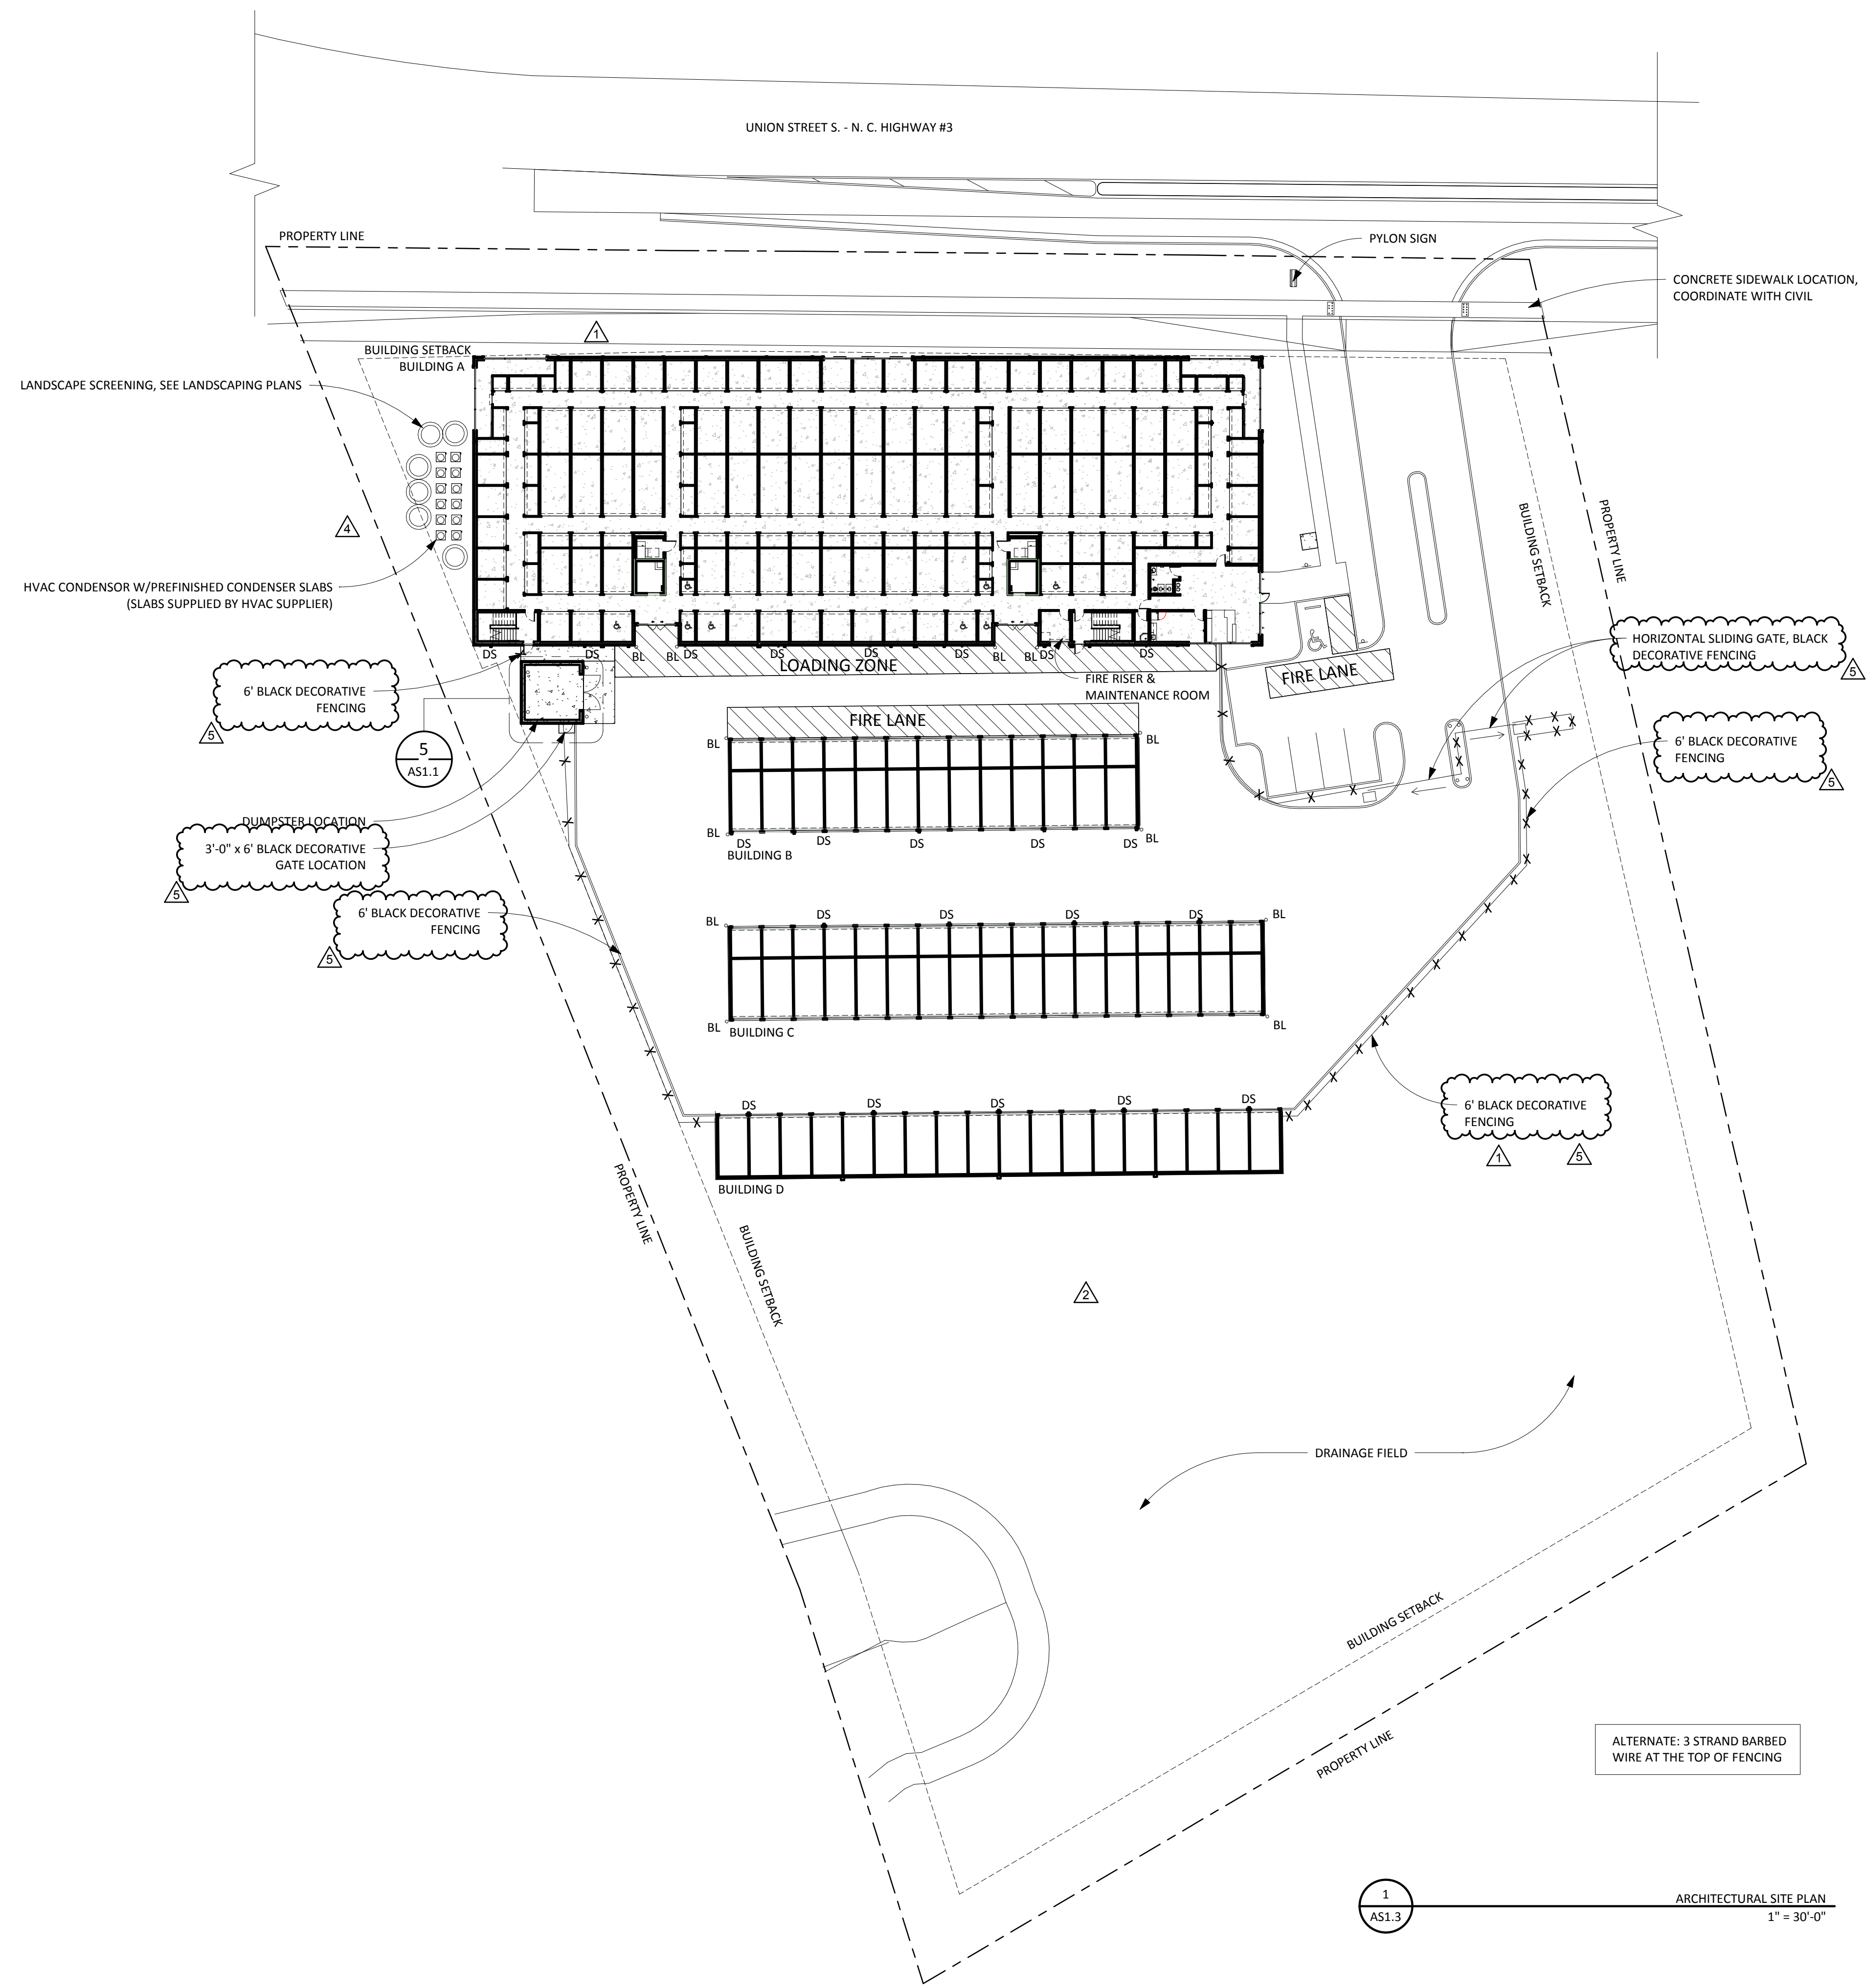 UNION STREET S. - N. C. HIGHWAY #3
PROPERTY LINE
PYLON SIGN
CONCRETE SIDEWALK LOCATION,
COORDINATE WITH CIVIL
1
BUILDING SETBACK
BUILDING A
LANDSCAPE SCREENING, SEE LANDSCAPING PLANS
4
HVAC CONDENSOR W/PREFINISHED CONDENSER SLABS
(SLABS SUPPLIED BY HVAC SUPPLIER)
BUILDING SETBACK
PROPERTY LINE
HORIZONTAL SLIDING GATE, BLACK
DECORATIVE FENCING
5
DS
DS
BL
BL
DS
DS
DS
DS
BL
BL
DS
DS
LOADING ZONE
FIRE RISER &
MAINTENANCE ROOM
FIRE LANE
6' BLACK DECORATIVE
FENCING
5
5
AS1.1
FIRE LANE
BL
BL
6' BLACK DECORATIVE
FENCING
5
DUMPSTER LOCATION
3'-0" x 6' BLACK DECORATIVE
GATE LOCATION
5
BL
DS
DS
DS
DS
DS
BL
BUILDING B
6' BLACK DECORATIVE
FENCING
5
BL
DS
DS
DS
DS
BL
BL
BUILDING C
BL
DS
DS
DS
DS
DS
6' BLACK DECORATIVE
FENCING
1
5
BUILDING D
PROPERTY LINE
BUILDING SETBACK
2
DRAINAGE FIELD
BUILDING SETBACK
PROPERTY LINE
ALTERNATE: 3 STRAND BARBED
WIRE AT THE TOP OF FENCING
1
AS1.3
ARCHITECTURAL SITE PLAN
1" = 30'-0"